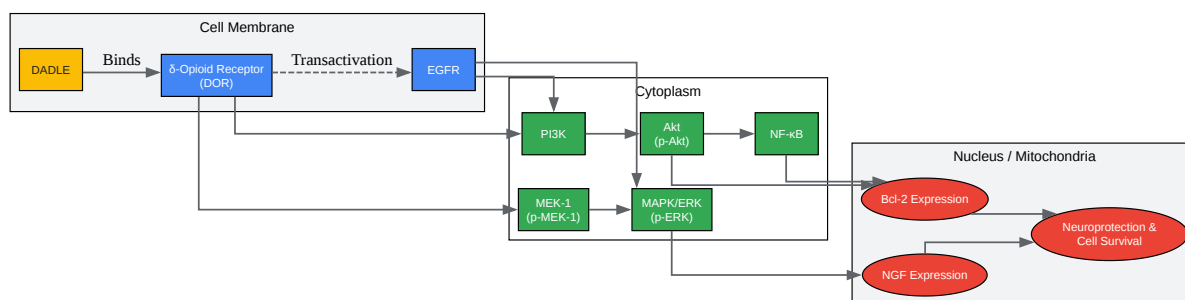 Cell Membrane
DADLE
Binds
δ-Opioid Receptor
(DOR)
Transactivation
EGFR
Cytoplasm
PI3K
Akt
(p-Akt)
NF-κB
MEK-1
(p-MEK-1)
MAPK/ERK
(p-ERK)
Nucleus / Mitochondria
Bcl-2 Expression
Neuroprotection &
Cell Survival
NGF Expression